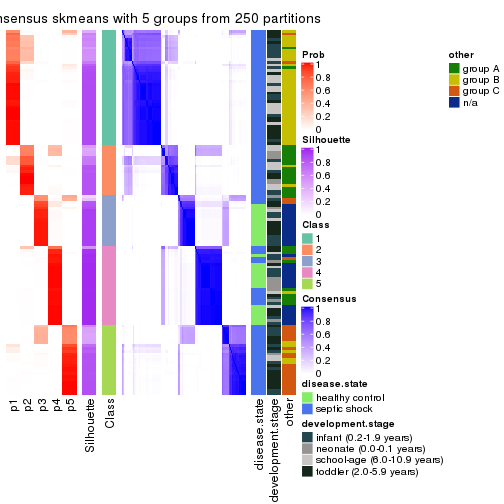 nsensus skmeans with 5 groups from 250 partitions
Prob
1
0.8
0.6
0.4
0.2
0
Silhouette
1
0.8
0.6
0.4
0.2
0
Class
1
2
3
4
5
Consensus
1
0.8
0.6
0.4
0.2
0
disease.state
healthy control
septic shock
development.stage
infant (0.2-1.9 years)
neonate (0.0-0.1 years)
school-age (6.0-10.9 years)
toddler (2.0-5.9 years)
other
group A
group B
group C
n/a
p1
p2
p3
p4
p5
Silhouette
Class
disease.state
development.stage
other